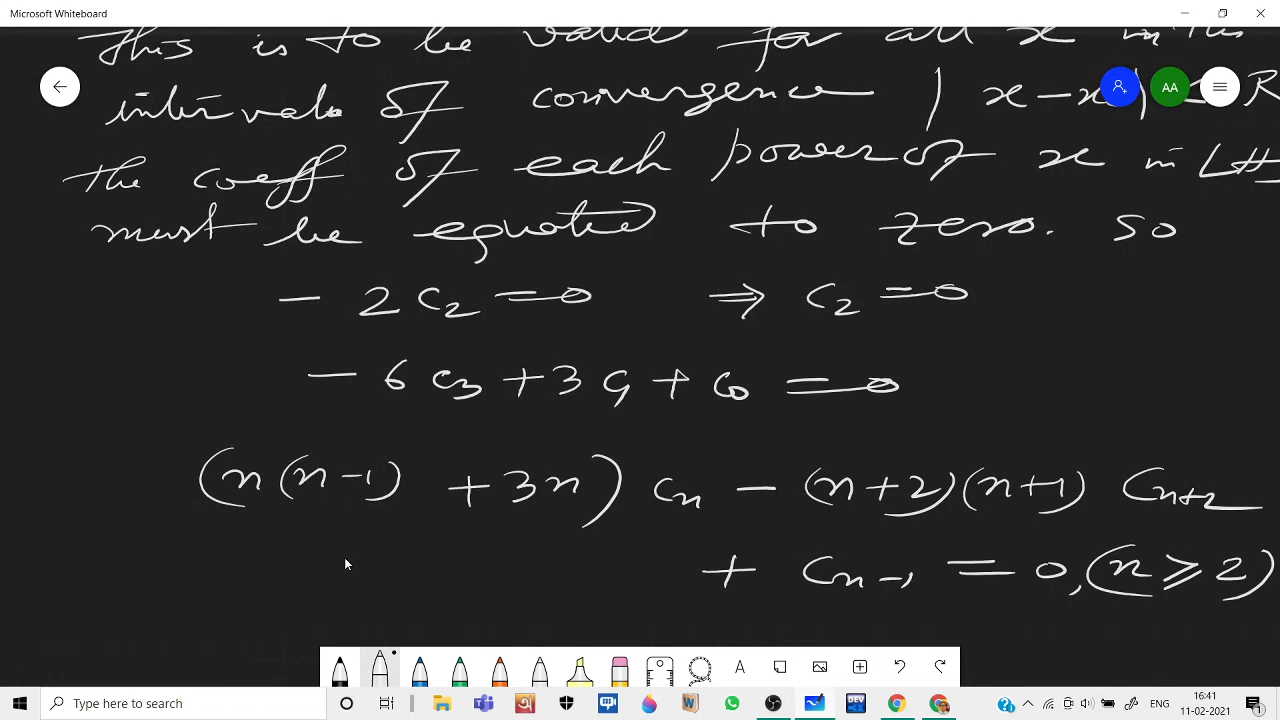 Microsoft Whiteboard
This is to be valid for all x in the
interval of convergence |x-x| < R
AA
the coeff of each power of x in LHS
must be equated to zero. So
- 2c₂ = 0 ⇒ c₂ = 0
- 6c₃ + 3c₁ + c₀ = 0
(n(n-1) + 3n) cₙ - (n+2)(n+1) Cₙ₊₂
+ Cₙ₋₁ = 0, (n ≥ 2)
A
Type here to search
ENG
16:41
11-02-2021